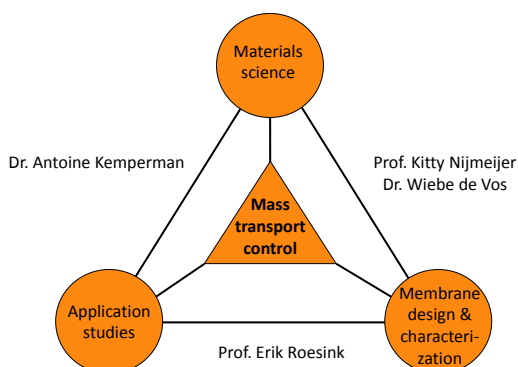 Materials
science
Dr. Antoine Kemperman
Prof. Kitty Nijmeijer
Dr. Wiebe de Vos
Mass
transport
control
Application
studies
Membrane
design &
characteri-
zation
Prof. Erik Roesink